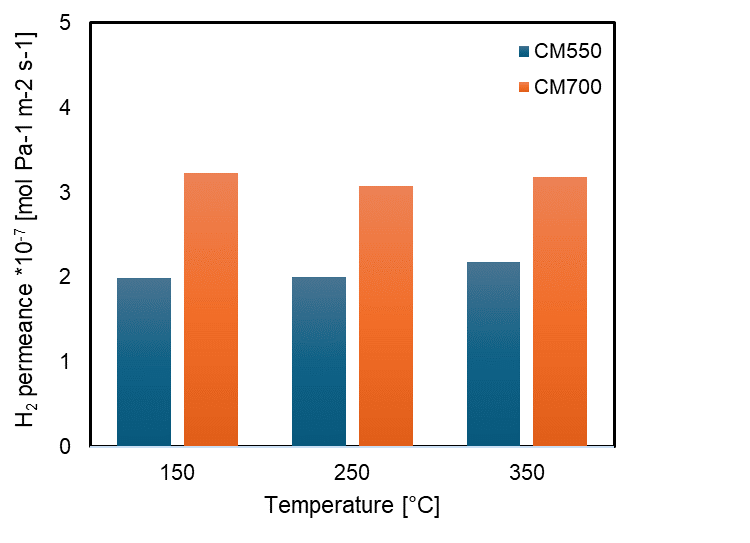 5
CM550
CM700
4
3
2
1
0
H₂ permeance *10⁻⁷ [mol Pa-1 m-2 s-1]
150 250 350
Temperature [°C]